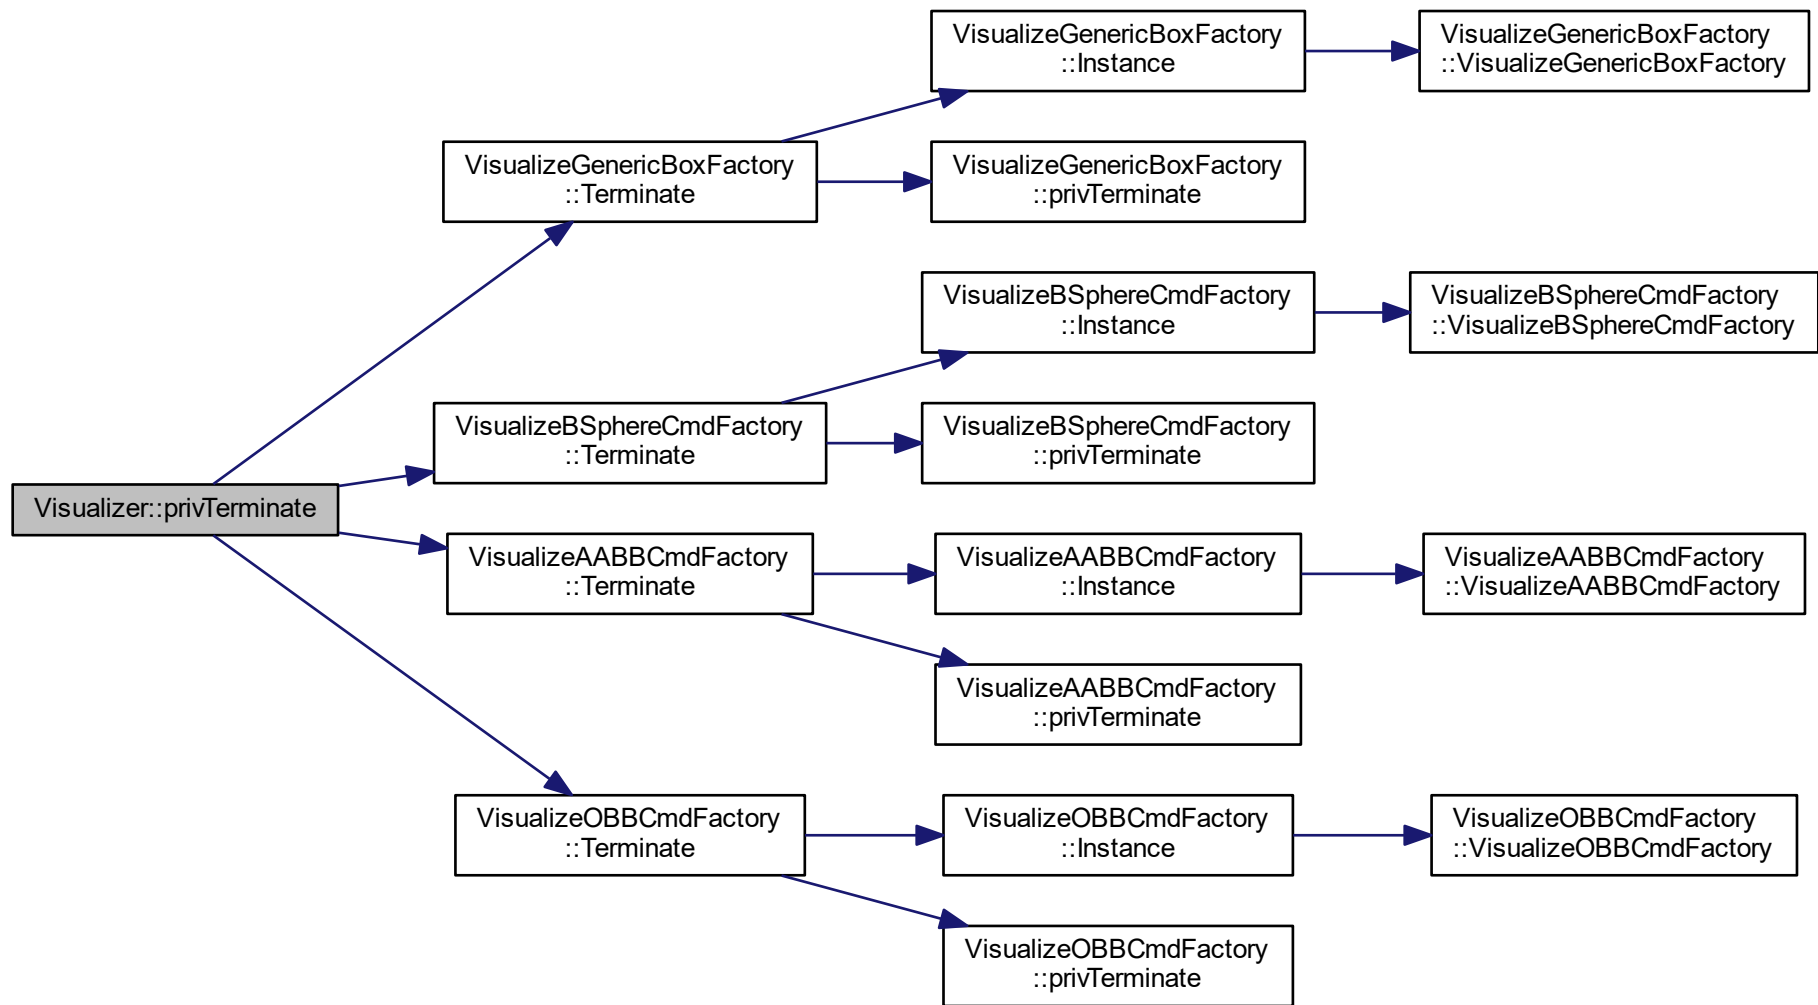 VisualizeGenericBoxFactory
::Instance
VisualizeGenericBoxFactory
::VisualizeGenericBoxFactory
VisualizeGenericBoxFactory
::Terminate
VisualizeGenericBoxFactory
::privTerminate
VisualizeBSphereCmdFactory
::Instance
VisualizeBSphereCmdFactory
::VisualizeBSphereCmdFactory
VisualizeBSphereCmdFactory
::Terminate
VisualizeBSphereCmdFactory
::privTerminate
Visualizer::privTerminate
VisualizeAABBCmdFactory
::Terminate
VisualizeAABBCmdFactory
::Instance
VisualizeAABBCmdFactory
::VisualizeAABBCmdFactory
VisualizeAABBCmdFactory
::privTerminate
VisualizeOBBCmdFactory
::Terminate
VisualizeOBBCmdFactory
::Instance
VisualizeOBBCmdFactory
::VisualizeOBBCmdFactory
VisualizeOBBCmdFactory
::privTerminate